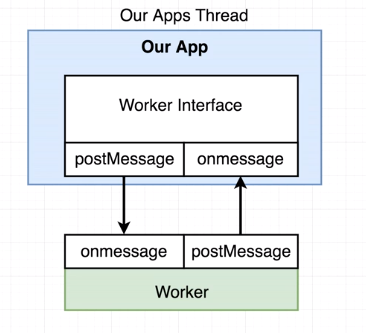 Our Apps Thread
Our App
Worker Interface
postMessage onmessage
onmessage postMessage
Worker